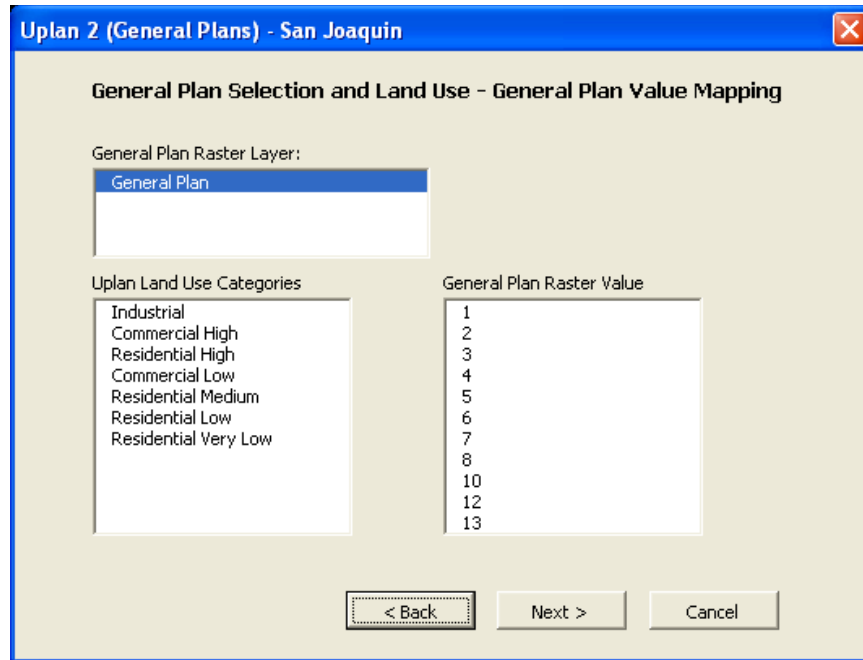 Uplan 2 (General Plans) - San Joaquin
General Plan Selection and Land Use - General Plan Value Mapping
General Plan Raster Layer:
General Plan
Uplan Land Use Categories
Industrial
Commercial High
Residential High
Commercial Low
Residential Medium
Residential Low
Residential Very Low
General Plan Raster Value
1
2
3
4
5
6
7
8
10
12
13
< Back
Next >
Cancel